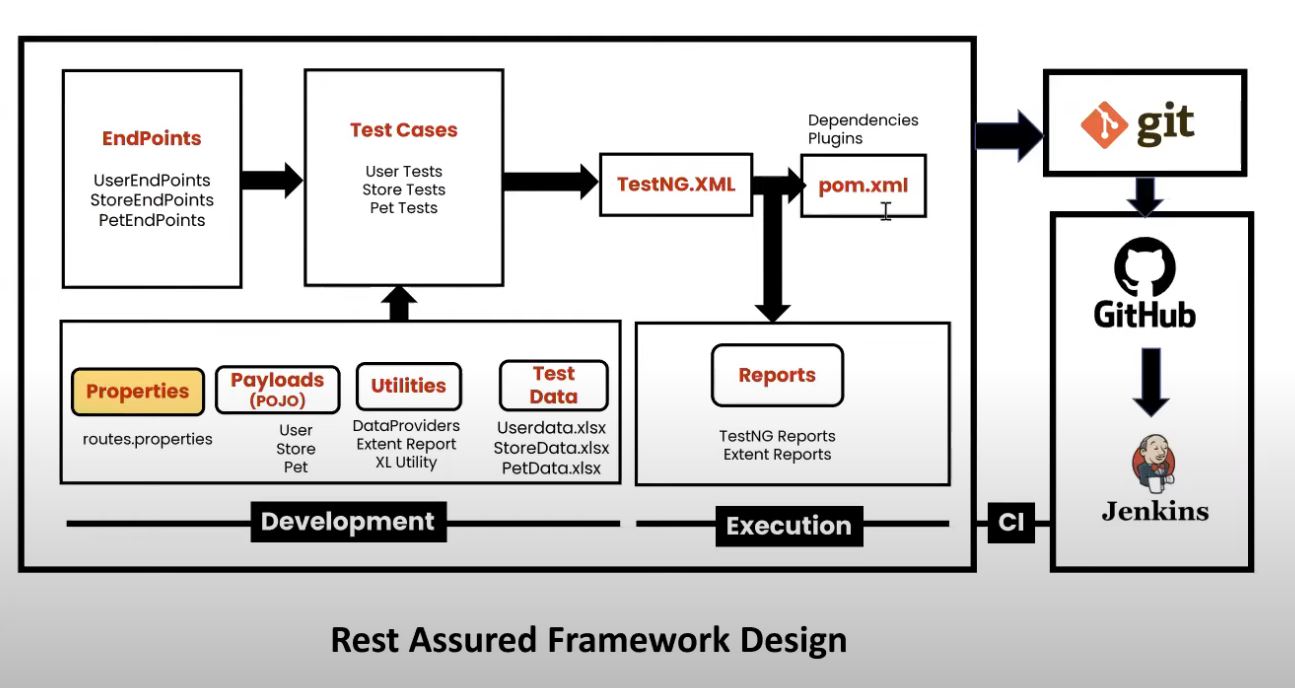 EndPoints
UserEndPoints
StoreEndPoints
PetEndPoints
Test Cases
User Tests
Store Tests
Pet Tests
TestNG.XML
Dependencies
Plugins
pom.xml
git
GitHub
Jenkins
Properties
routes.properties
Payloads
(POJO)
User
Store
Pet
Utilities
DataProviders
Extent Report
XL Utility
Test
Data
Userdata.xlsx
StoreData.xlsx
PetData.xlsx
Reports
TestNG Reports
Extent Reports
Development
Execution
CI
Rest Assured Framework Design